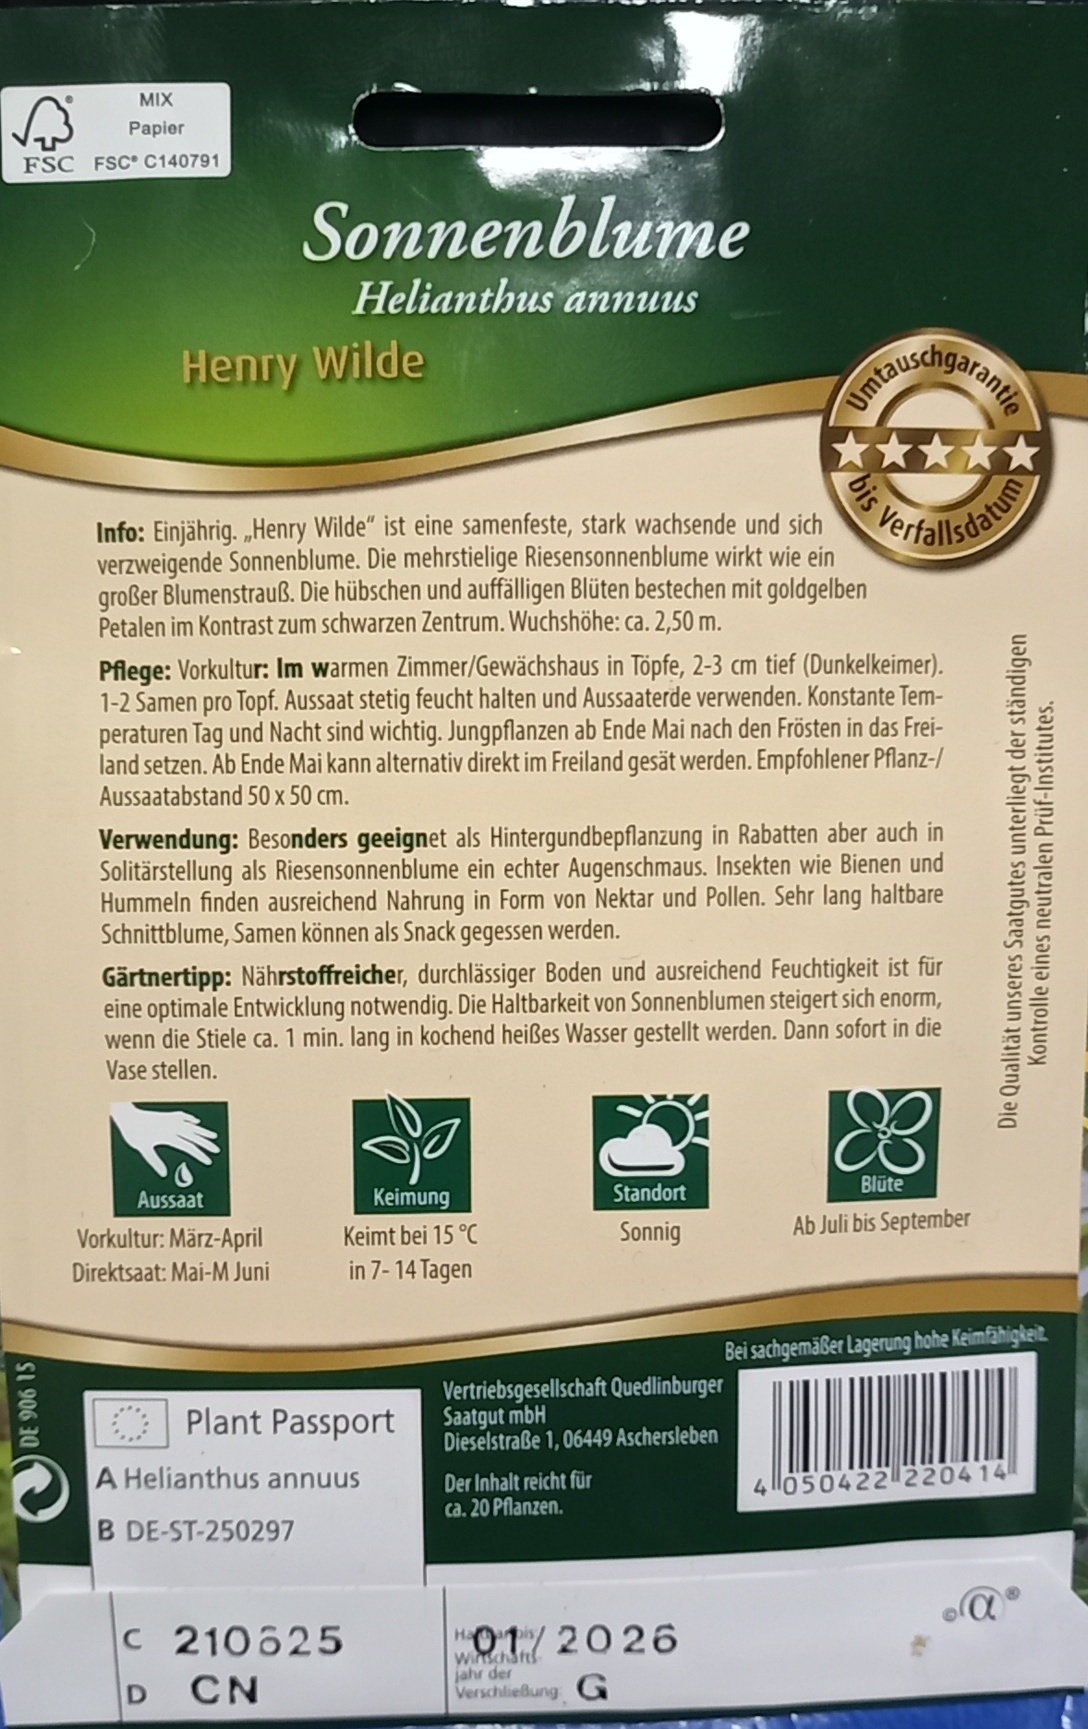 MIX
Papier
FSC
FSC® C140791
Sonnenblume
Helianthus annuus
Henry Wilde
Umtauschgarantie
bis Verfallsdatum
Info: Einjährig. „Henry Wilde“ ist eine samenfeste, stark wachsende und sich
verzweigende Sonnenblume. Die mehrstielige Riesensonnenblume wirkt wie ein
großer Blumenstrauß. Die hübschen und auffälligen Blüten bestechen mit goldgelben
Petalen im Kontrast zum schwarzen Zentrum. Wuchshöhe: ca. 2,50 m.
Pflege: Vorkultur: Im warmen Zimmer/Gewächshaus in Töpfe, 2-3 cm tief (Dunkelkeimer).
1-2 Samen pro Topf. Aussaat stetig feucht halten und Aussaaterde verwenden. Konstante Tem-
peraturen Tag und Nacht sind wichtig. Jungpflanzen ab Ende Mai nach den Frösten in das Frei-
land setzen. Ab Ende Mai kann alternativ direkt im Freiland gesät werden. Empfohlener Pflanz-/
Aussaatabstand 50 x 50 cm.
Verwendung: Besonders geeignet als Hintergundbepflanzung in Rabatten aber auch in
Solitärstellung als Riesensonnenblume ein echter Augenschmaus. Insekten wie Bienen und
Hummeln finden ausreichend Nahrung in Form von Nektar und Pollen. Sehr lang haltbare
Schnittblume, Samen können als Snack gegessen werden.
Gärtnertipp: Nährstoffreicher, durchlässiger Boden und ausreichend Feuchtigkeit ist für
eine optimale Entwicklung notwendig. Die Haltbarkeit von Sonnenblumen steigert sich enorm,
wenn die Stiele ca. 1 min. lang in kochend heißes Wasser gestellt werden. Dann sofort in die
Vase stellen.
Die Qualität unseres Saatgutes unterliegt der ständigen
Kontrolle eines neutralen Prüf-Institutes.
Aussaat
Vorkultur: März-April
Direktsaat: Mai-M Juni
Keimung
Keimt bei 15 °C
in 7- 14 Tagen
Standort
Sonnig
Blüte
Ab Juli bis September
Bei sachgemäßer Lagerung hohe Keimfähigkeit.
DE 906 15
Plant Passport
A Helianthus annuus
B DE-ST-250297
Vertriebsgesellschaft Quedlinburger
Saatgut mbH
Dieselstraße 1, 06449 Aschersleben
Der Inhalt reicht für
ca. 20 Pflanzen.
4 050422 220414
C 210625
D CN
Haltbar bis:
01/2026
Wirtschafts-
jahr der
Verschließung: G
©α®